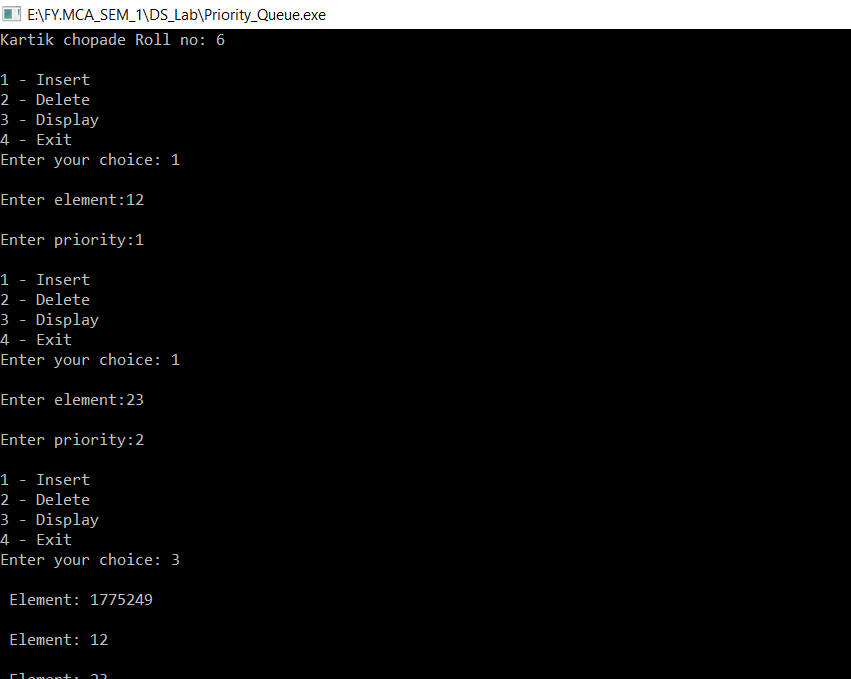 E:\FY.MCA_SEM_1\DS_Lab\Priority_Queue.exe
Kartik chopade Roll no: 6
1 - Insert
2 - Delete
3 - Display
4 - Exit
Enter your choice: 1
Enter element:12
Enter priority:1
1 - Insert
2 - Delete
3 - Display
4 - Exit
Enter your choice: 1
Enter element:23
Enter priority:2
1 - Insert
2 - Delete
3 - Display
4 - Exit
Enter your choice: 3
Element: 1775249
Element: 12
Element: 23